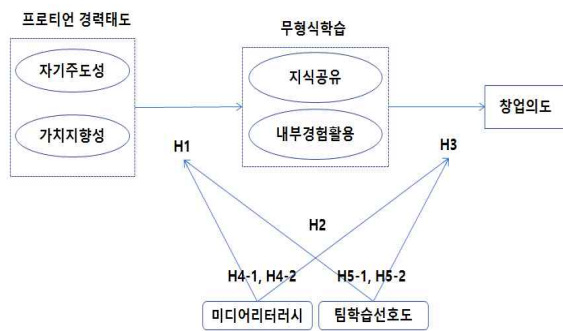 프로티언 경력태도
무형식학습
자기주도성
지식공유
창업의도
가치지향성
내부경험활용
H1
H3
H2
H4-1, H4-2
H5-1, H5-2
미디어리터러시
팀학습선호도